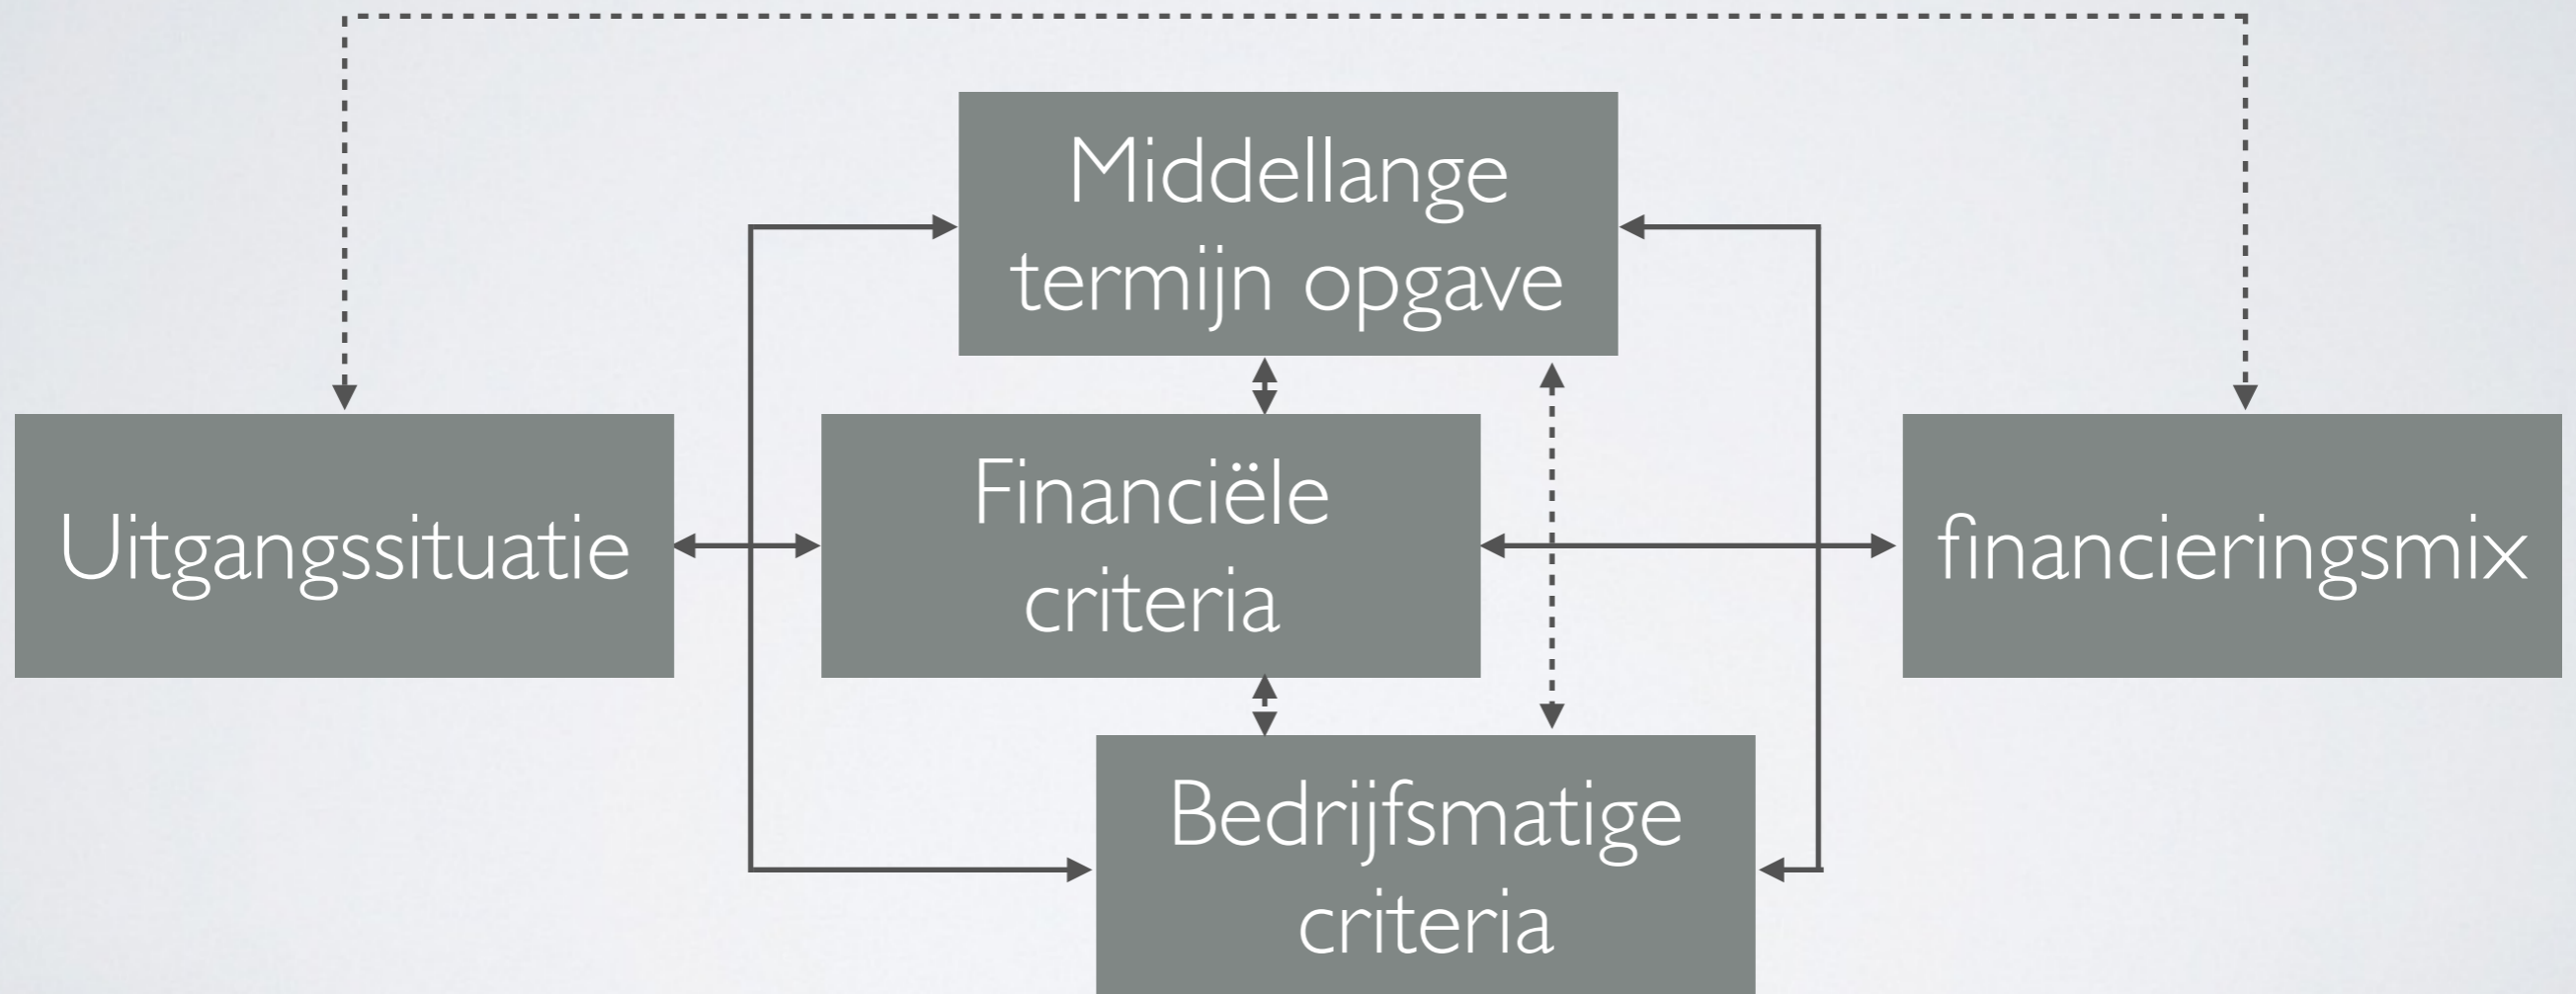 Middellange
termijn opgave
Uitgangssituatie
Financiële
criteria
financieringsmix
Bedrijfsmatige
criteria